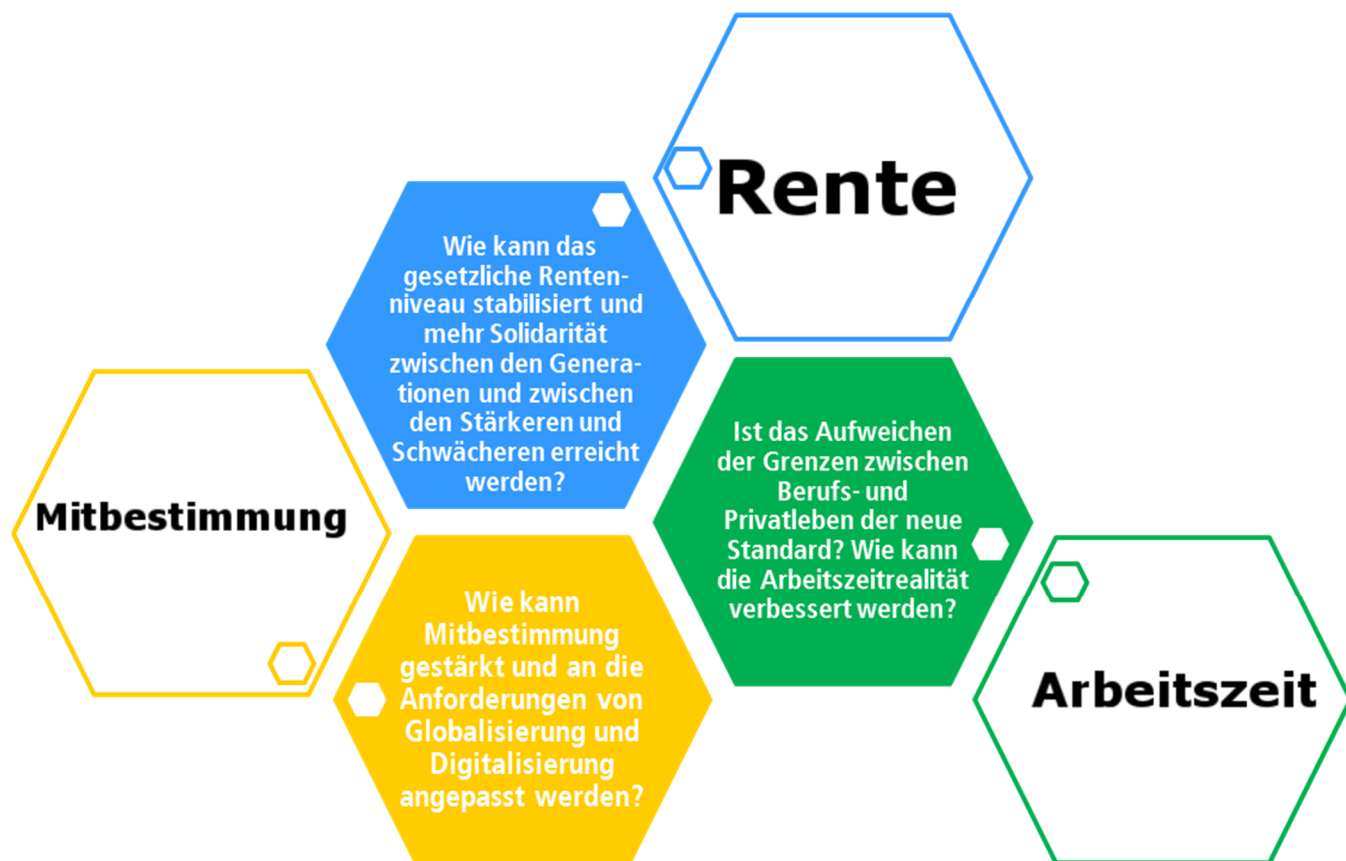 Rente
Wie kann das
gesetzliche Renten-
niveau stabilisiert und
mehr Solidarität
zwischen den Genera-
tionen und zwischen
den Stärkeren und
Schwächeren erreicht
werden?
Mitbestimmung
Wie kann
Mitbestimmung
gestärkt und an die
Anforderungen von
Globalisierung und
Digitalisierung
angepasst werden?
Ist das Aufweichen
der Grenzen zwischen
Berufs- und
Privatleben der neue
Standard? Wie kann
die Arbeitszeitrealität
verbessert werden?
Arbeitszeit